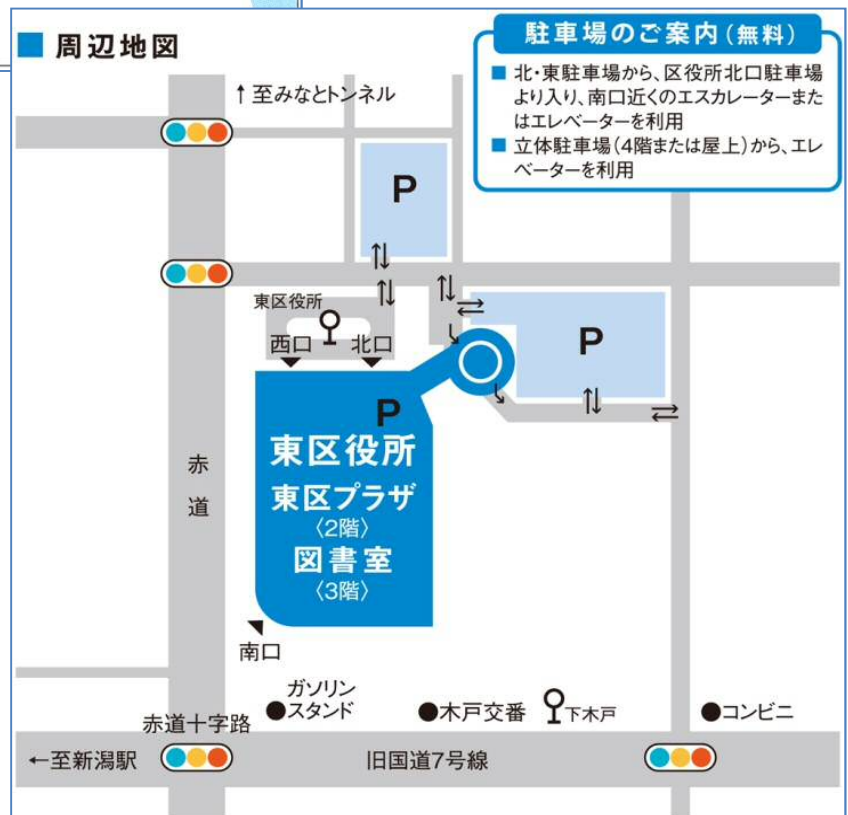 ■ 周辺地図
駐車場のご案内(無料)
■ 北・東駐車場から、区役所北口駐車場
より入り、南口近くのエスカレーターまた
はエレベーターを利用
■ 立体駐車場(4階または屋上)から、エレ
ベーターを利用
↑至みなとトンネル
P
東区役所
西口
北口
P
P
東区役所
東区プラザ
〈2階〉
図書室
〈3階〉
赤道
南口
ガソリン
●スタンド
●木戸交番
下木戸
●コンビニ
赤道十字路
←至新潟駅
旧国道7号線